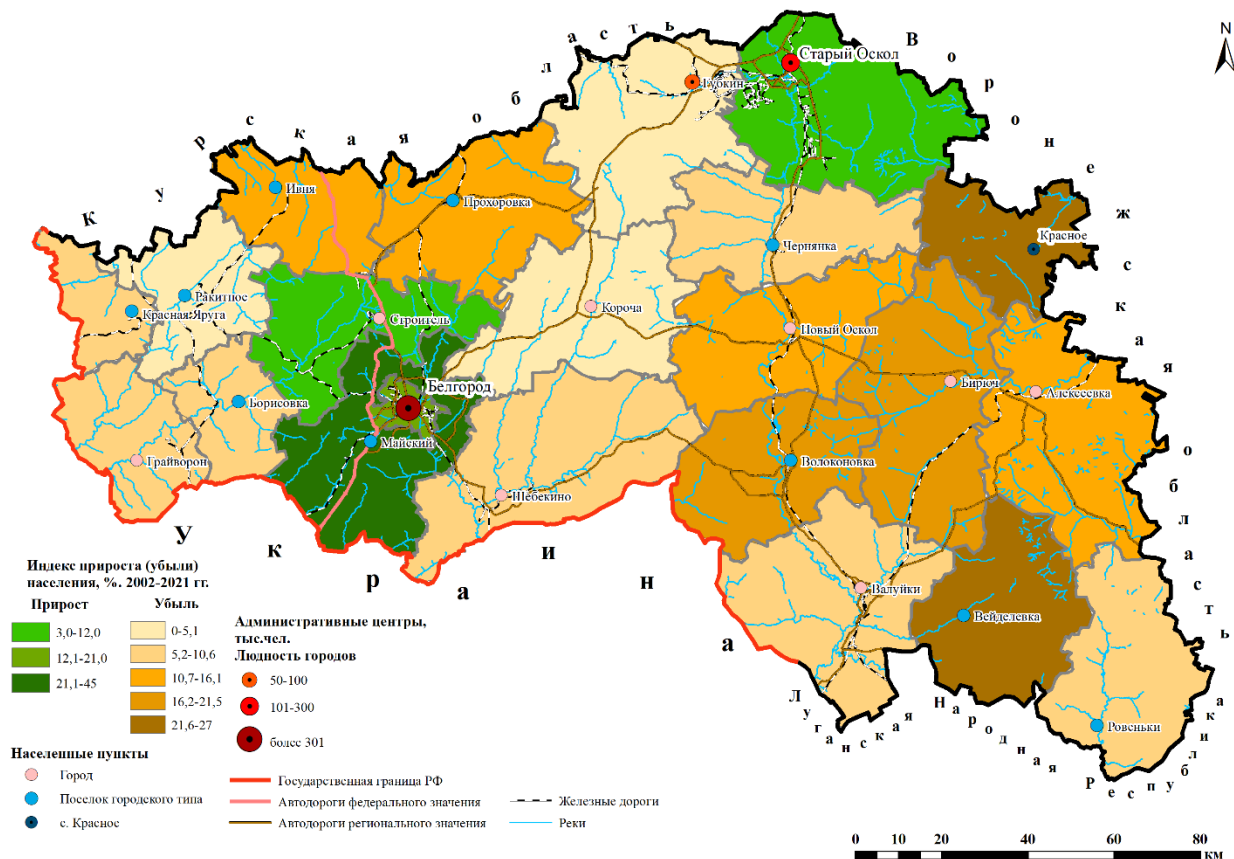 N
Курская область
Воронежская область
Украина
Луганская Народная Республика
Старый Оскол
Губкин
Ивня
Прохоровка
Красное
Чернянка
Ракитное
Красная Яруга
Строитель
Короча
Новый Оскол
Бирюч
Алексеевка
Белгород
Борисовка
Майский
Грайворон
Волоконовка
Шебекино
Валуйки
Вейделевка
Ровеньки
Индекс прироста (убыли)
населения, %. 2002-2021 гг.
Прирост Убыль
3,0-12,0
12,1-21,0
21,1-45
0-5,1
5,2-10,6
10,7-16,1
16,2-21,5
21,6-27
Административные центры,
тыс.чел.
Людность городов
50-100
101-300
более 301
Населенные пункты
Город
Поселок городского типа
с. Красное
Государственная граница РФ
Автодороги федерального значения
Автодороги регионального значения
Железные дороги
Реки
0 10 20 40 60 80
км